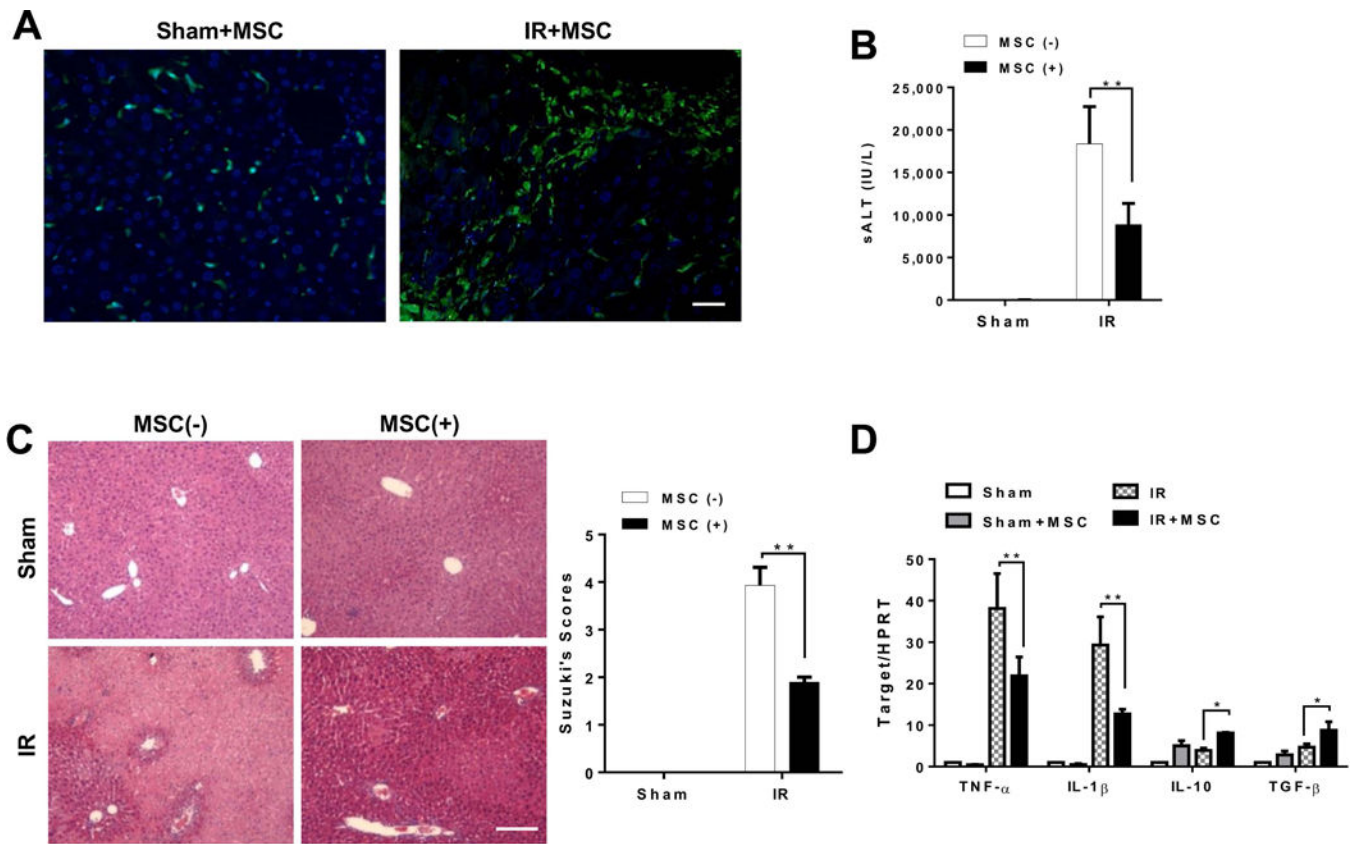 A
Sham+MSC
IR+MSC
B
MSC (-)
MSC (+)
25,000
20,000
15,000
10,000
5,000
0
sALT (IU/L)
**
Sham
IR
C
MSC(-)
MSC(+)
Sham
IR
MSC (-)
MSC (+)
5
4
3
2
1
0
Suzuki's Scores
**
Sham
IR
D
Sham
IR
Sham+MSC
IR+MSC
50
40
30
20
10
0
Target/HPRT
**
**
*
*
TNF-α
IL-1β
IL-10
TGF-β